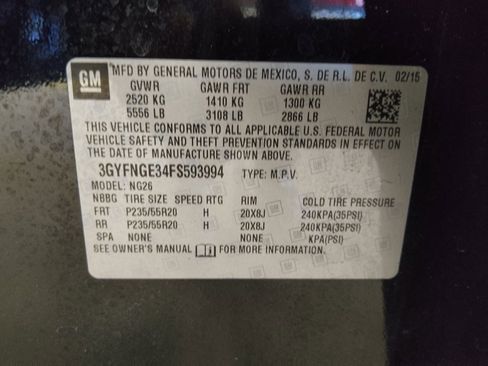 GM
MFD BY GENERAL MOTORS DE MEXICO, S. DE R.L. DE C.V. 02/15
GVWR GAWR FRT GAWR RR
2520 KG 1410 KG 1300 KG
5556 LB 3108 LB 2866 LB
THIS VEHICLE CONFORMS TO ALL APPLICABLE U.S. FEDERAL MOTOR
VEHICLE SAFETY AND THEFT PREVENTION STANDARDS IN EFFECT
ON THE DATE OF MANUFACTURE SHOWN ABOVE.
3GYFNGE34FS593994 TYPE: M.P.V.
MODEL: NG26
NBBG TIRE SIZE SPEED RTG RIM COLD TIRE PRESSURE
FRT P235/55R20 H 20X8J 240KPA(35PSI)
RR P235/55R20 H 20X8J 240KPA(35PSI)
SPA NONE NONE KPA(PSI)
SEE OWNER'S MANUAL FOR MORE INFORMATION.